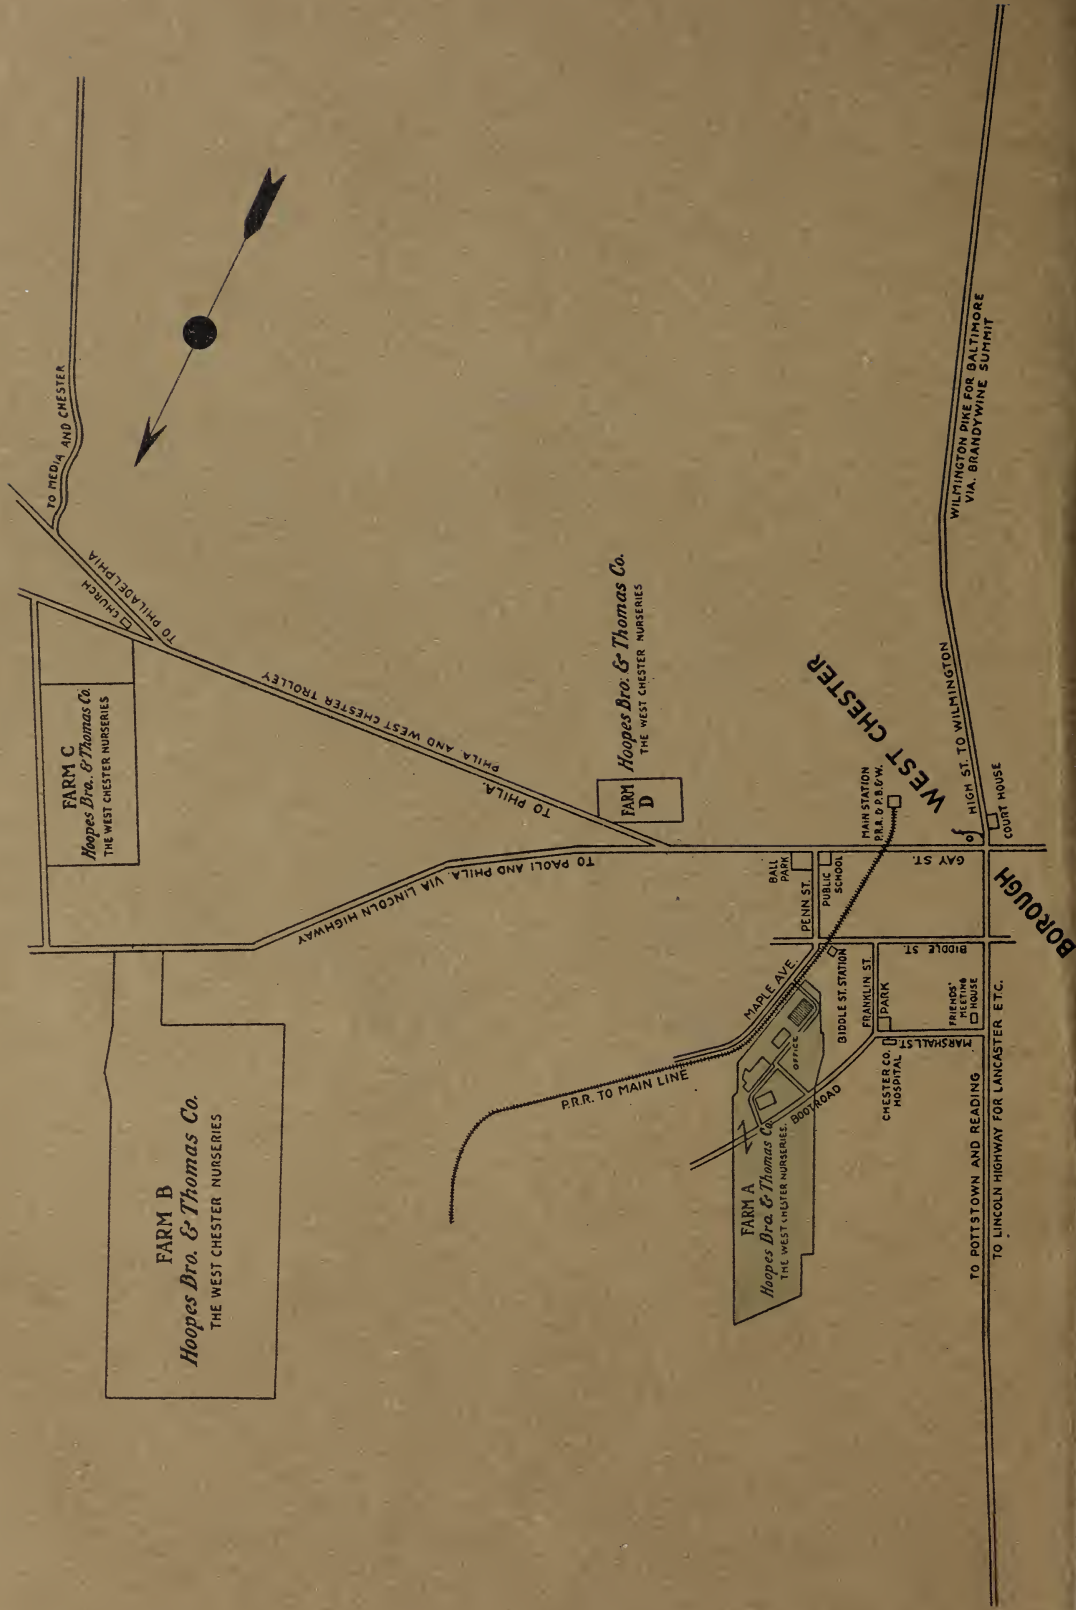 TO MEDIA AND CHESTER
TO PHILADELPHIA
CHURCH
FARM C
Hoopes Bro. & Thomas Co.
THE WEST CHESTER NURSERIES
PHILA. AND WEST CHESTER TROLLEY
TO PHILA.
TO PAOLI AND PHILA. VIA LINCOLN HIGHWAY
FARM B
Hoopes Bro. & Thomas Co.
THE WEST CHESTER NURSERIES
FARM
D
Hoopes Bro. & Thomas Co.
THE WEST CHESTER NURSERIES
P.R.R. TO MAIN LINE
MAPLE AVE.
FARM A
Hoopes Bro. & Thomas Co.
THE WEST CHESTER NURSERIES.
OFFICE
BOOT ROAD
BALL
PARK
PENN ST.
PUBLIC
SCHOOL
MAIN STATION
P.R.R. & P.B.& W.
BIDDLE ST. STATION
FRANKLIN ST.
PARK
CHESTER CO.
HOSPITAL
MARSHALL ST.
FRIENDS'
MEETING
HOUSE
BIDDLE ST.
GAY ST.
BOROUGH
WEST CHESTER
COURT HOUSE
HIGH ST. TO WILMINGTON
WILMINGTON PIKE FOR BALTIMORE
VIA. BRANDYWINE SUMMIT
TO POTTSTOWN AND READING
TO LINCOLN HIGHWAY FOR LANCASTER ETC.